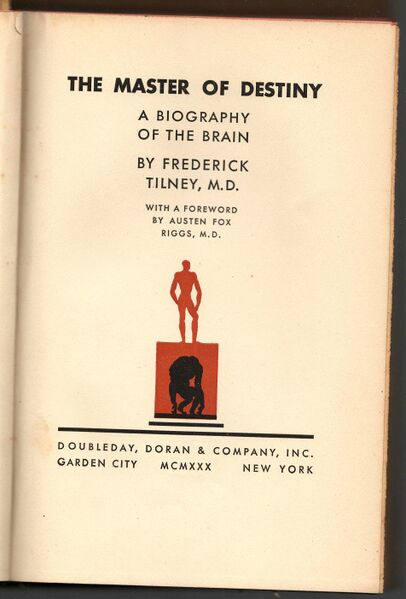 THE MASTER OF DESTINY
A BIOGRAPHY
OF THE BRAIN
BY FREDERICK
TILNEY, M.D.
WITH A FOREWORD
BY AUSTEN FOX
RIGGS, M.D.
DOUBLEDAY, DORAN & COMPANY, INC.
GARDEN CITY MCMXXX NEW YORK